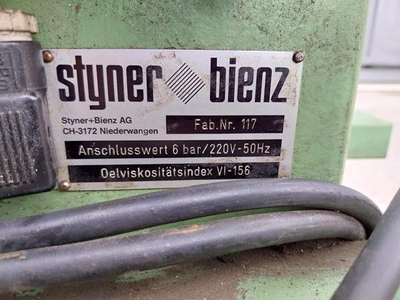 styner bienz
Styner+Bienz AG
CH-3172 Niederwangen
Fab.Nr. 117
Anschlusswert 6 bar/220V-50Hz
Oelviskositätsindex VI-156